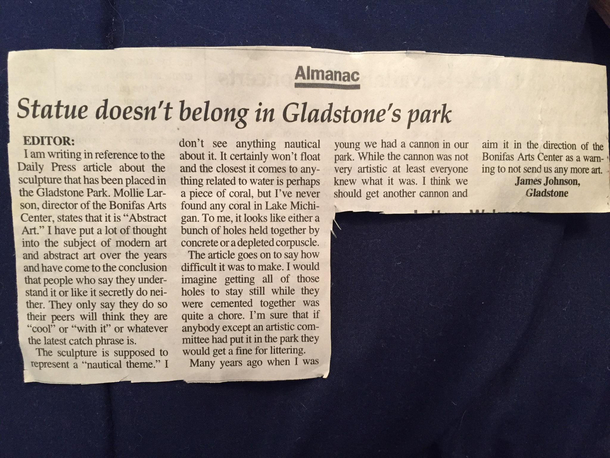 Almanac
Statue doesn't belong in Gladstone's park
EDITOR:
I am writing in reference to the
Daily Press article about the
sculpture that has been placed in
the Gladstone Park. Mollie Lar-
son, director of the Bonifas Arts
Center, states that it is "Abstract
Art." I have put a lot of thought
into the subject of modern art
and abstract art over the years
and have come to the conclusion
that people who say they under-
stand it or like it secretly do nei-
ther. They only say they do so
their peers will think they are
"cool" or "with it" or whatever
the latest catch phrase is.
The sculpture is supposed to
represent a "nautical theme." I
don't see anything nautical
about it. It certainly won't float
and the closest it comes to any-
thing related to water is perhaps
a piece of coral, but I've never
found any coral in Lake Michi-
gan. To me, it looks like either a
bunch of holes held together by
concrete or a depleted corpuscle.
The article goes on to say how
difficult it was to make. I would
imagine getting all of those
holes to stay still while they
were cemented together was
quite a chore. I'm sure that if
anybody except an artistic com-
mittee had put it in the park they
would get a fine for littering.
Many years ago when I was
young we had a cannon in our
park. While the cannon was not
very artistic at least everyone
knew what it was. I think we
should get another cannon and
aim it in the direction of the
Bonifas Arts Center as a warn-
ing to not send us any more art.
James Johnson,
Gladstone